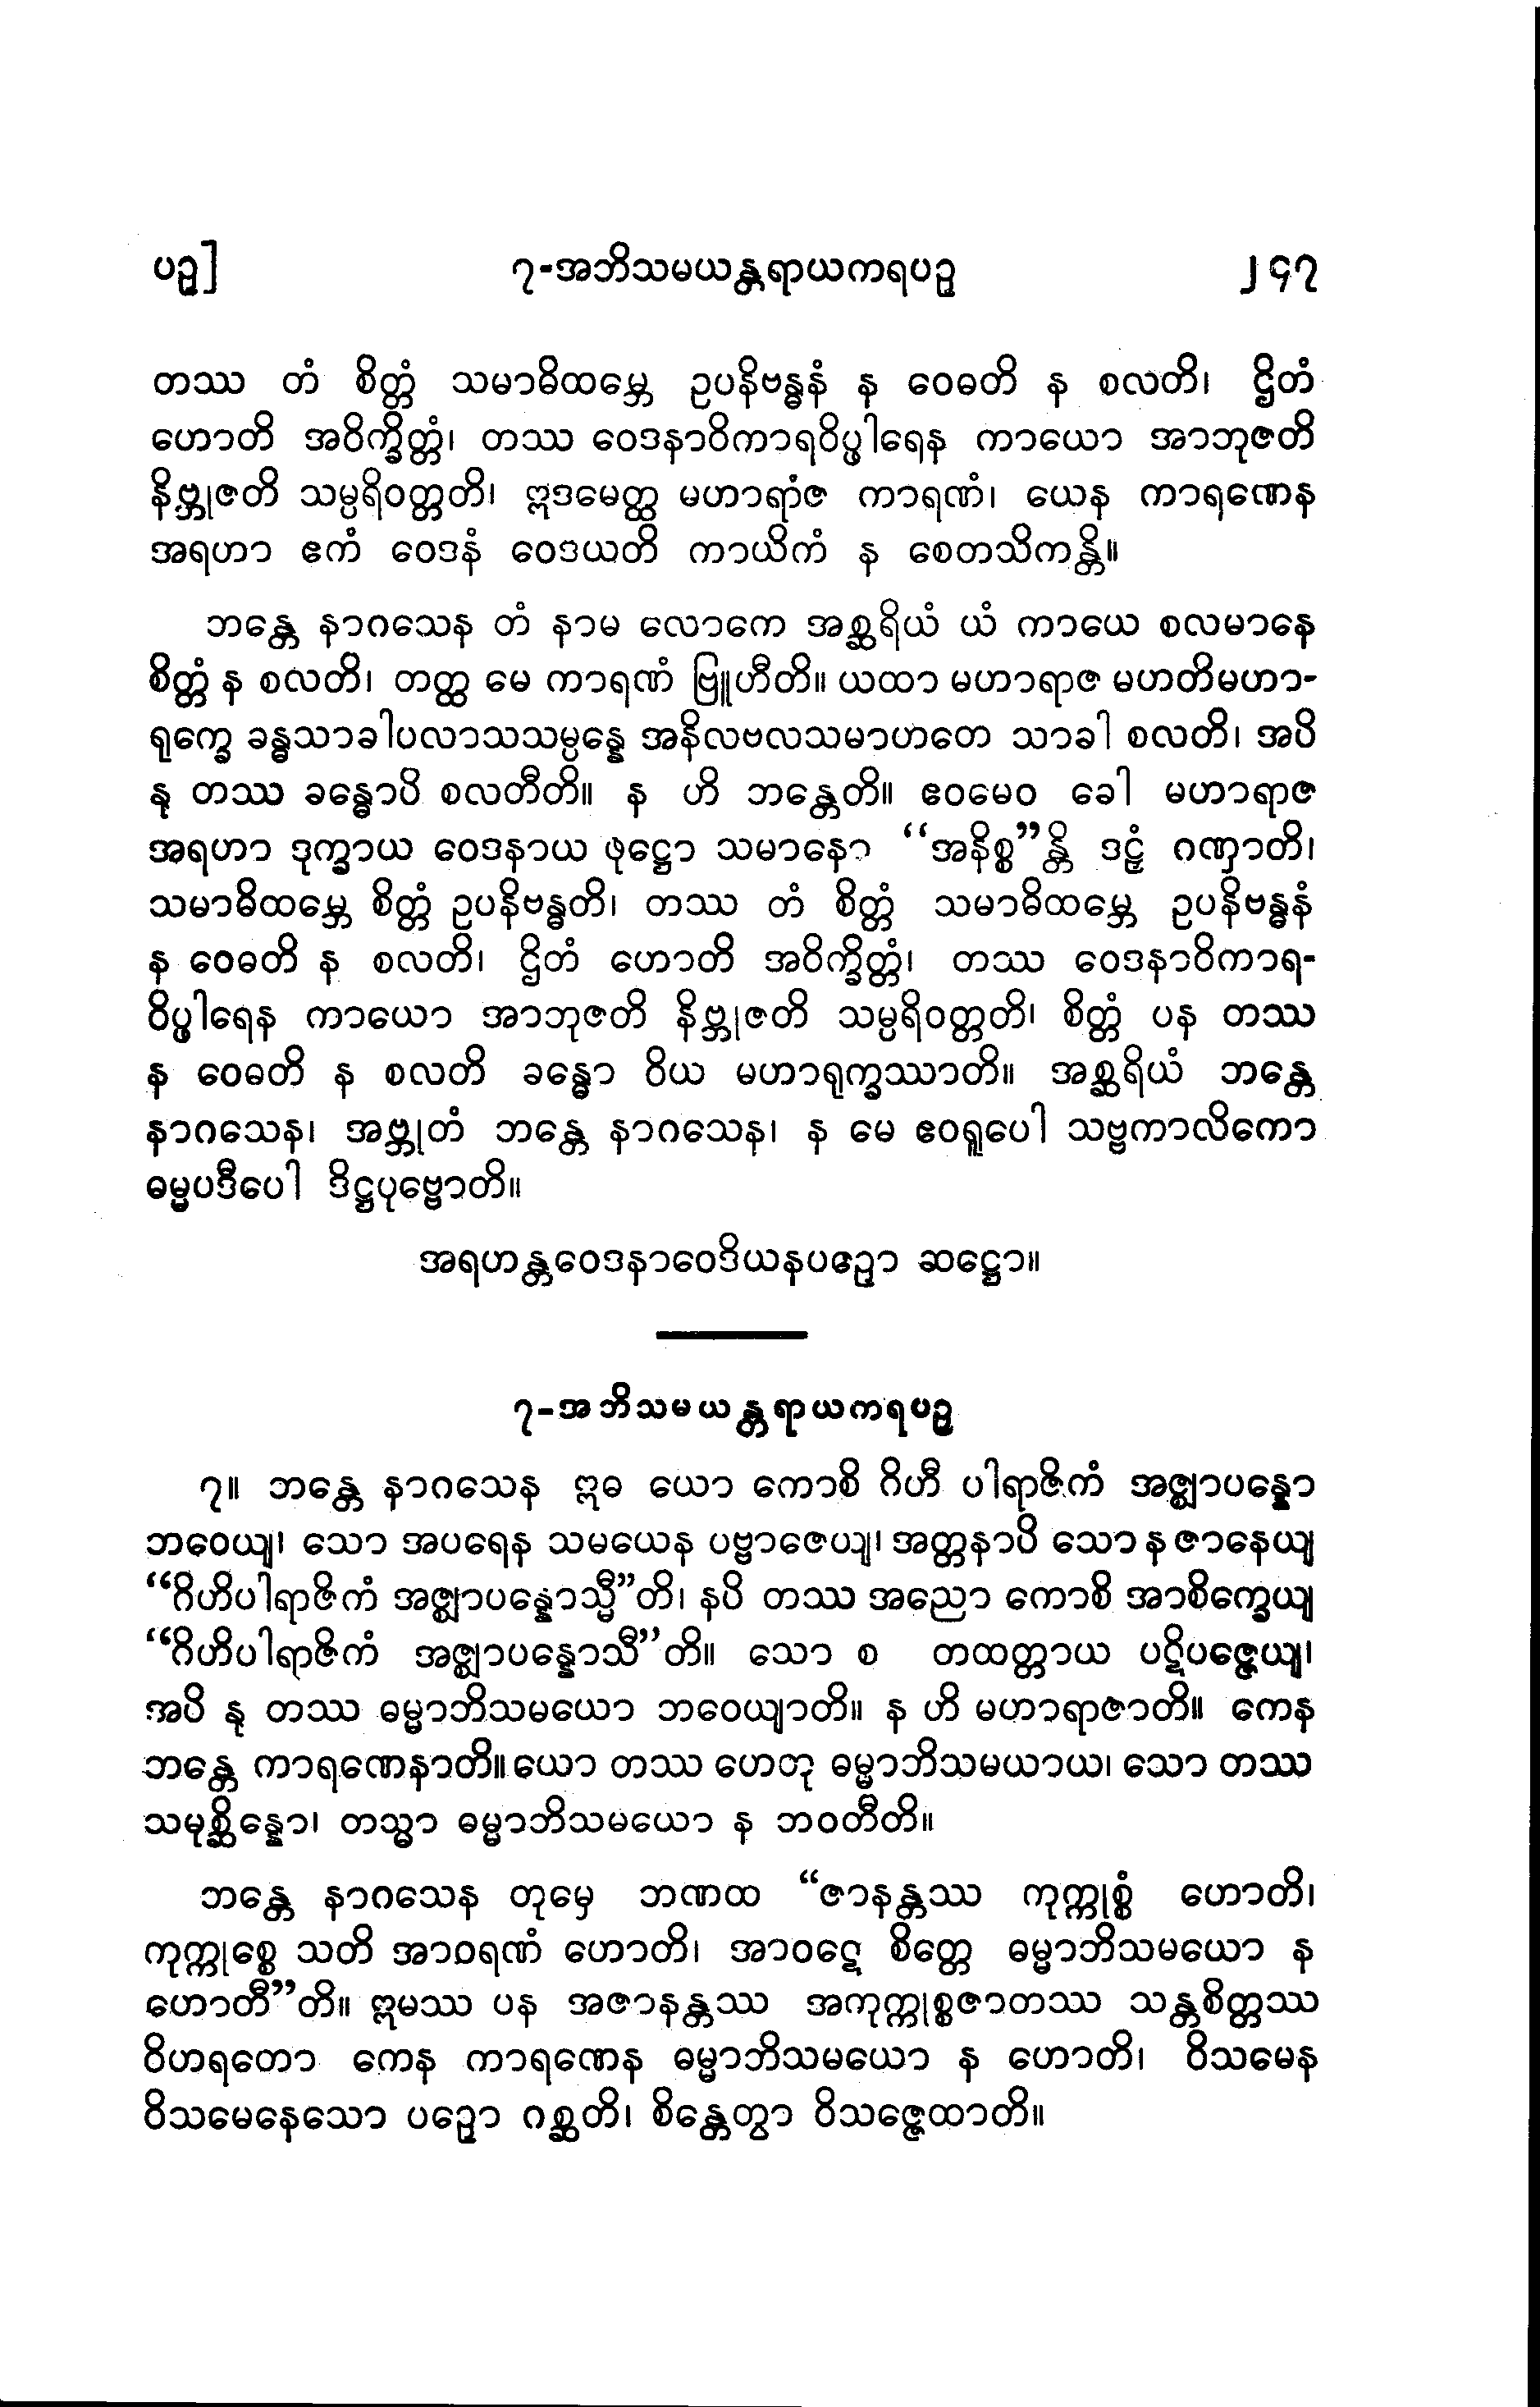 ပဥှ]	၇-အဘိသမယန္တရာယကရပဥှ	၂၄၇
တဿ တံ စိတ္တံ သမာဓိထမ္ဘေ ဥပနိဗန္ဓနံ န ဝေဓတိ န စလတိ၊ ဌိတံ
ဟောတိ အဝိက္ခိတ္တံ၊ တဿ ဝေဒနာဝိကာရဝိပ္ဖါရေန ကာယော အာဘုဇတိ
နိဗ္ဘုဇတိ သမ္ပရိဝတ္တတိ၊ ဣဒမေတ္ထ မဟာရာဇ ကာရဏံ၊ ယေန ကာရဏေန
အရဟာ ဧကံ ဝေဒနံ ဝေဒယတိ ကာယိကံ န စေတသိကန္တိ။
ဘန္တေ နာဂသေန တံ နာမ လောကေ အစ္ဆရိယံ ယံ ကာယေ စလမာနေ
စိတ္တံ န စလတိ၊ တတ္ထ မေ ကာရဏံ ဗြူဟီတိ။ ယထာ မဟာရာဇ မဟတိမဟာ-
ရုက္ခေ ခန္ဓသာခါပလာသသမ္ပန္နေ အနိလဗလသမာဟတေ သာခါ စလတိ၊ အပိ
နု တဿ ခန္ဓောပိ စလတီတိ။ န ဟိ ဘန္တေတိ။ ဧဝမေဝ ခေါ မဟာရာဇ
အရဟာ ဒုက္ခာယ ဝေဒနာယ ဖုဋ္ဌော သမာနော “အနိစ္စ”န္တိ ဒဠှံ ဂဏှာတိ၊
သမာဓိထမ္ဘေ စိတ္တံ ဥပနိဗန္ဓတိ၊ တဿ တံ စိတ္တံ သမာဓိထမ္ဘေ ဥပနိဗန္ဓနံ
န ဝေဓတိ န စလတိ၊ ဌိတံ ဟောတိ အဝိက္ခိတ္တံ၊ တဿ ဝေဒနာဝိကာရ-
ဝိပ္ဖါရေန ကာယော အာဘုဇတိ နိဗ္ဘုဇတိ သမ္ပရိဝတ္တတိ၊ စိတ္တံ ပန တဿ
န ဝေဓတိ န စလတိ ခန္ဓော ဝိယ မဟာရုက္ခဿာတိ။ အစ္ဆရိယံ ဘန္တေ
နာဂသေန၊ အဗ္ဘုတံ ဘန္တေ နာဂသေန၊ န မေ ဧဝရူပေါ သဗ္ဗကာလိကော
ဓမ္မပဒီပေါ ဒိဋ္ဌပုဗ္ဗောတိ။
အရဟန္တဝေဒနာဝေဒိယနပဥှော ဆဋ္ဌော။
၇-အဘိသမယန္တရာယကရပဥှ
၇။ ဘန္တေ နာဂသေန ဣဓ ယော ကောစိ ဂိဟီ ပါရာဇိကံ အဇ္ဈာပန္နော
ဘဝေယျ၊ သော အပရေန သမယေန ပဗ္ဗာဇေယျ၊ အတ္တနာပိ သော န ဇာနေယျ
“ဂိဟိပါရာဇိကံ အဇ္ဈာပန္နောသ္မီ”တိ၊ နပိ တဿ အညော ကောစိ အာစိက္ခေယျ
“ဂိဟိပါရာဇိကံ အဇ္ဈာပန္နောသီ”တိ။ သော စ တထတ္တာယ ပဋိပဇ္ဇေယျ၊
အပိ နု တဿ ဓမ္မာဘိသမယော ဘဝေယျာတိ။ န ဟိ မဟာရာဇာတိ။ ကေန
ဘန္တေ ကာရဏေနာတိ။ ယော တဿ ဟေတု ဓမ္မာဘိသမယာယ၊ သော တဿ
သမုစ္ဆိန္နော၊ တသ္မာ ဓမ္မာဘိသမယော န ဘဝတီတိ။
ဘန္တေ နာဂသေန တုမှေ ဘဏထ “ဇာနန္တဿ ကုက္ကုစ္စံ ဟောတိ၊
ကုက္ကုစ္စေ သတိ အာဝရဏံ ဟောတိ၊ အာဝဋေ စိတ္တေ ဓမ္မာဘိသမယော န
ဟောတီ”တိ။ ဣမဿ ပန အဇာနန္တဿ အကုက္ကုစ္စဇာတဿ သန္တစိတ္တဿ
ဝိဟရတော ကေန ကာရဏေန ဓမ္မာဘိသမယော န ဟောတိ၊ ဝိသမေန
ဝိသမေနေသော ပဥှော ဂစ္ဆတိ၊ စိန္တေတွာ ဝိသဇ္ဇေထာတိ။